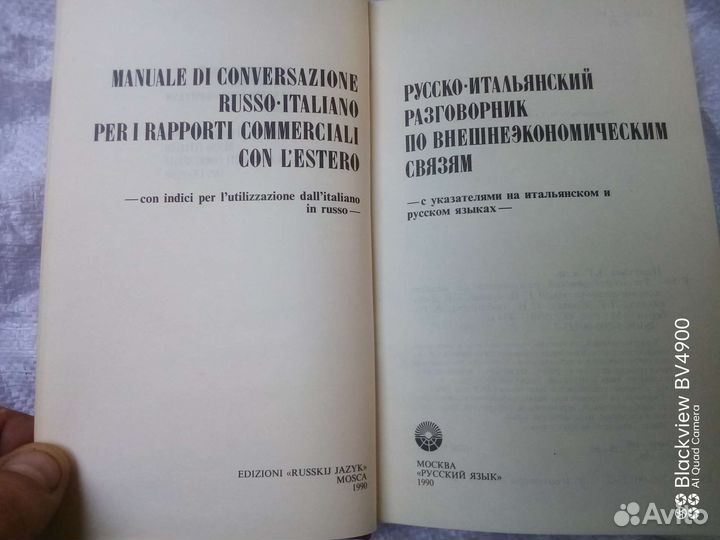 MANUALE DI CONVERSAZIONE
RUSSO·ITALIANO
PER I RAPPORTI COMMERCIALI
CON L'ESTERO
— con indici per l'utilizzazione dall'italiano
in russo —
EDIZIONI «RUSSKIJ JAZYK»
MOSCA
1990
РУССКО·ИТАЛЬЯНСКИЙ
РАЗГОВОРНИК
ПО ВНЕШНЕЭКОНОМИЧЕСКИМ
СВЯЗЯМ
— с указателями на итальянском и
русском языках —
МОСКВА
«РУССКИЙ ЯЗЫК»
1990
Blackview BV4900
AI Quad Camera
Avito